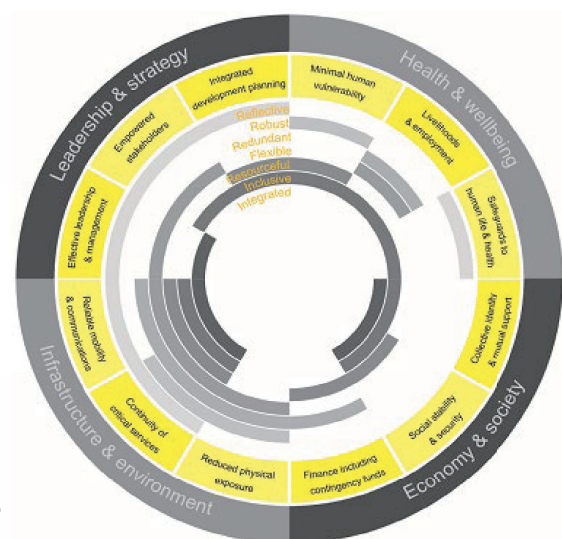 Leadership & strategy
Health & wellbeing
Economy & society
Infrastructure & environment
Minimal human
vulnerability
Livelihoods
& employment
Safeguards to
human life & health
Collective identity
& mutual support
Social stability
& security
Finance including
contingency funds
Reduced physical
exposure
Continuity of
critical services
Reliable mobility
& communications
Effective leadership
& management
Empowered
stakeholders
Integrated
development planning
Reflective
Robust
Redundant
Flexible
Resourceful
Inclusive
Integrated